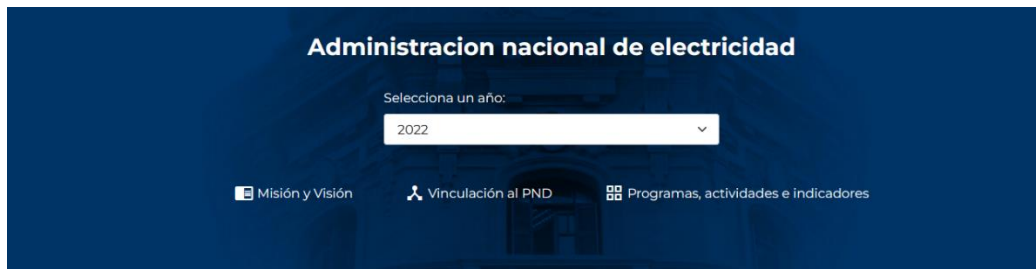 Administracion nacional de electricidad
Selecciona un año:
2022
Misión y Visión
Vinculación al PND
Programas, actividades e indicadores